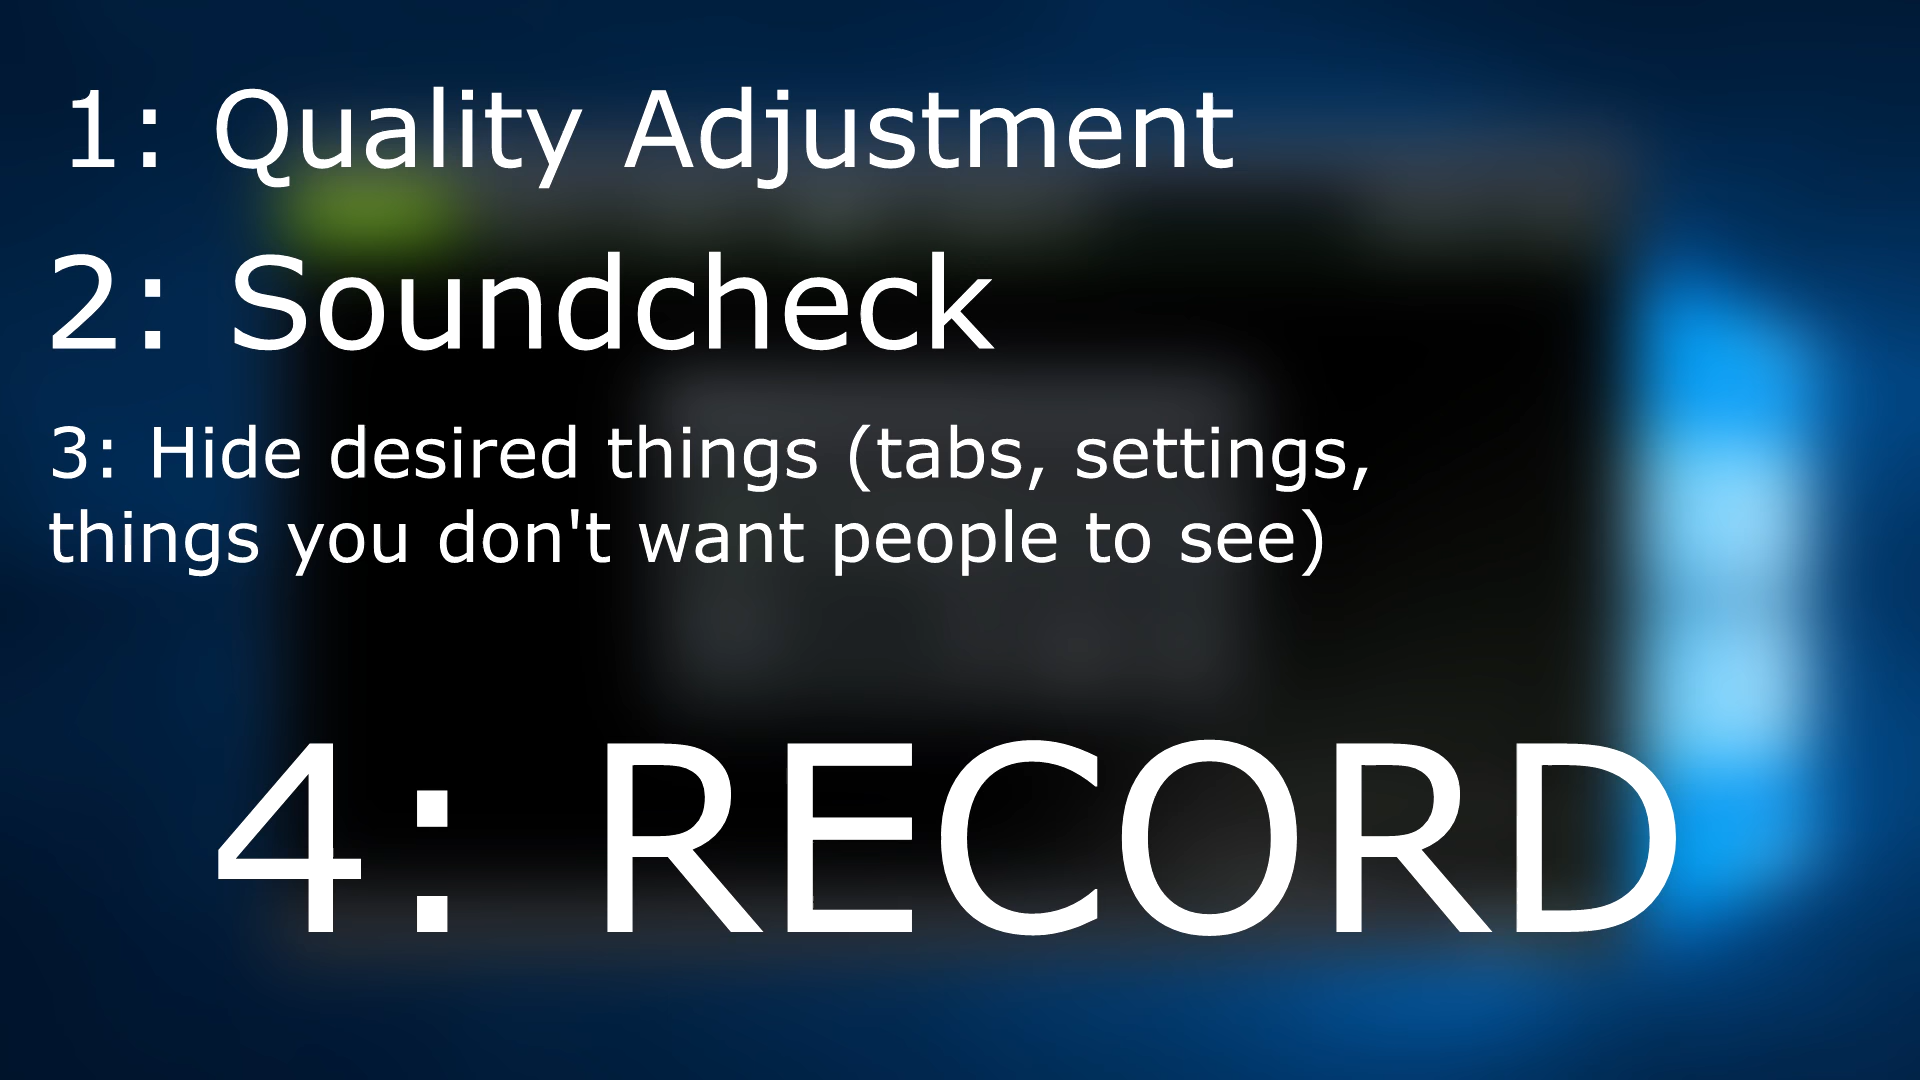 1: Quality Adjustment
2: Soundcheck
3: Hide desired things (tabs, settings,
things you don't want people to see)
4: RECORD